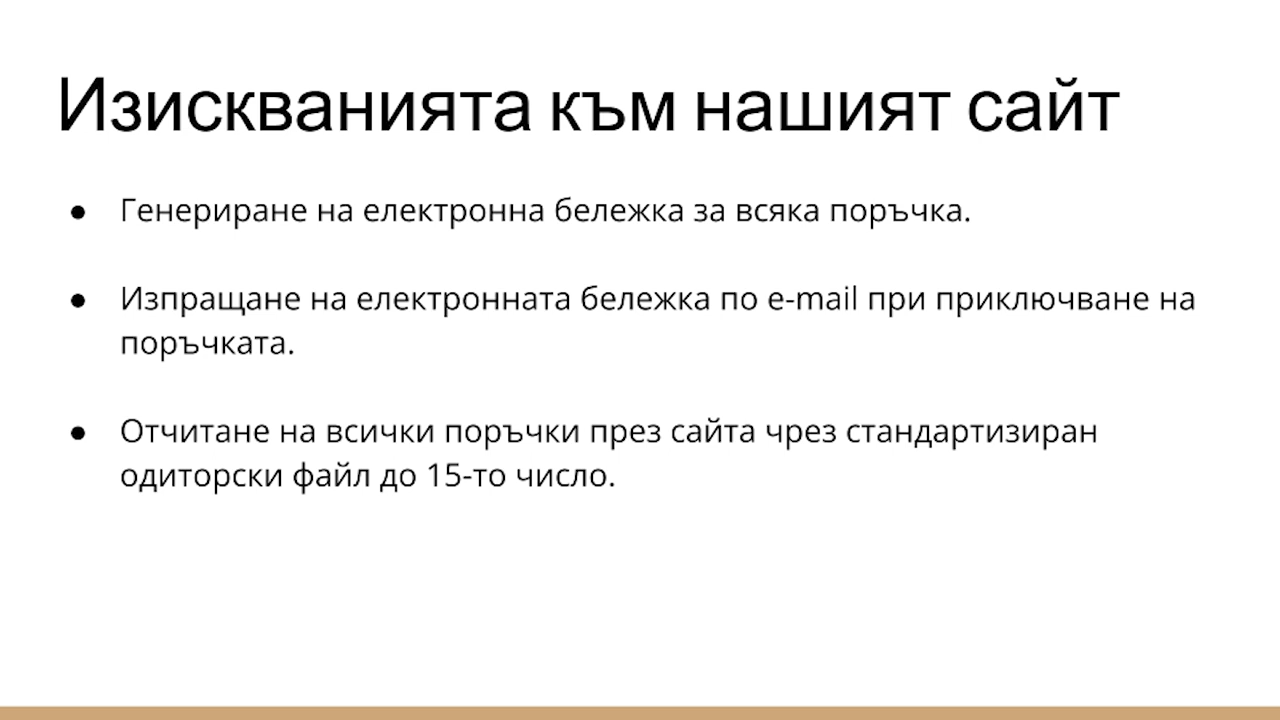 Изискванията към нашият сайт
● Генериране на електронна бележка за всяка поръчка.
● Изпращане на електронната бележка по e-mail при приключване на
поръчката.
● Отчитане на всички поръчки през сайта чрез стандартизиран
одиторски файл до 15-то число.